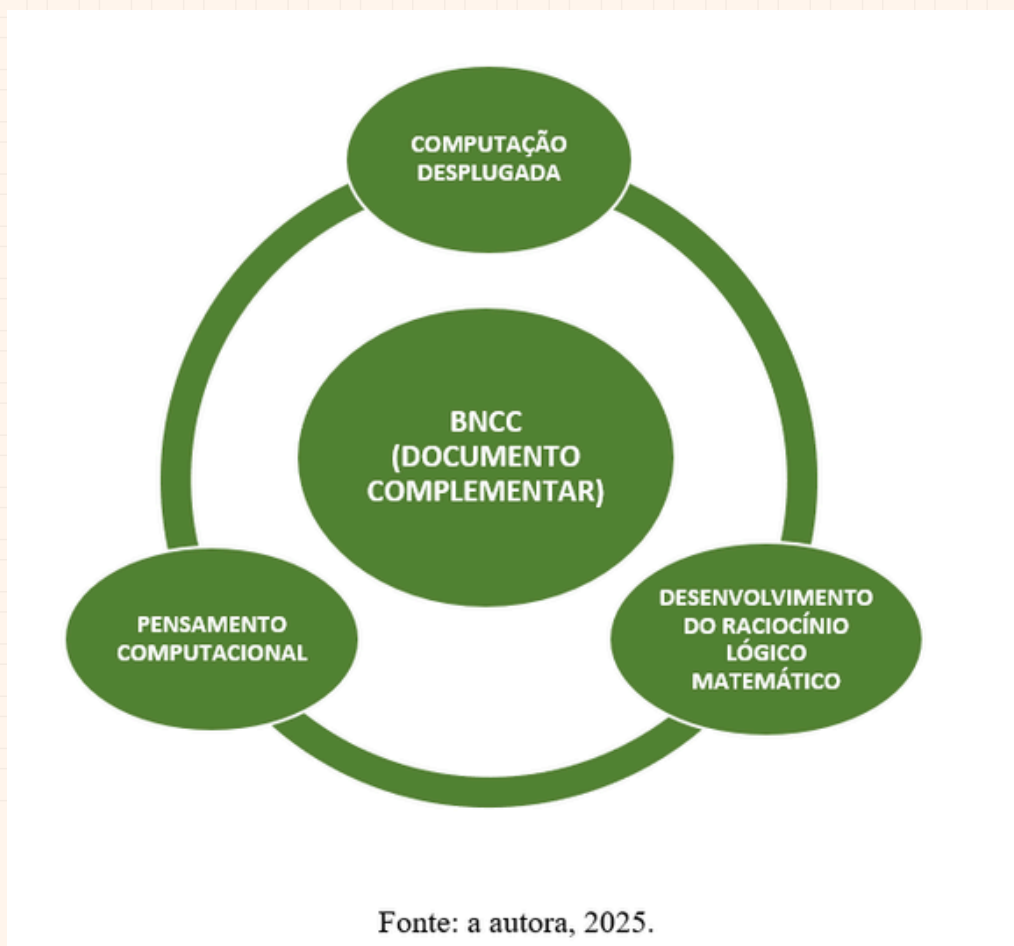 COMPUTAÇÃO
DESPLUGADA
BNCC
(DOCUMENTO
COMPLEMENTAR)
PENSAMENTO
COMPUTACIONAL
DESENVOLVIMENTO
DO RACIOCÍNIO
LÓGICO
MATEMÁTICO
Fonte: a autora, 2025.